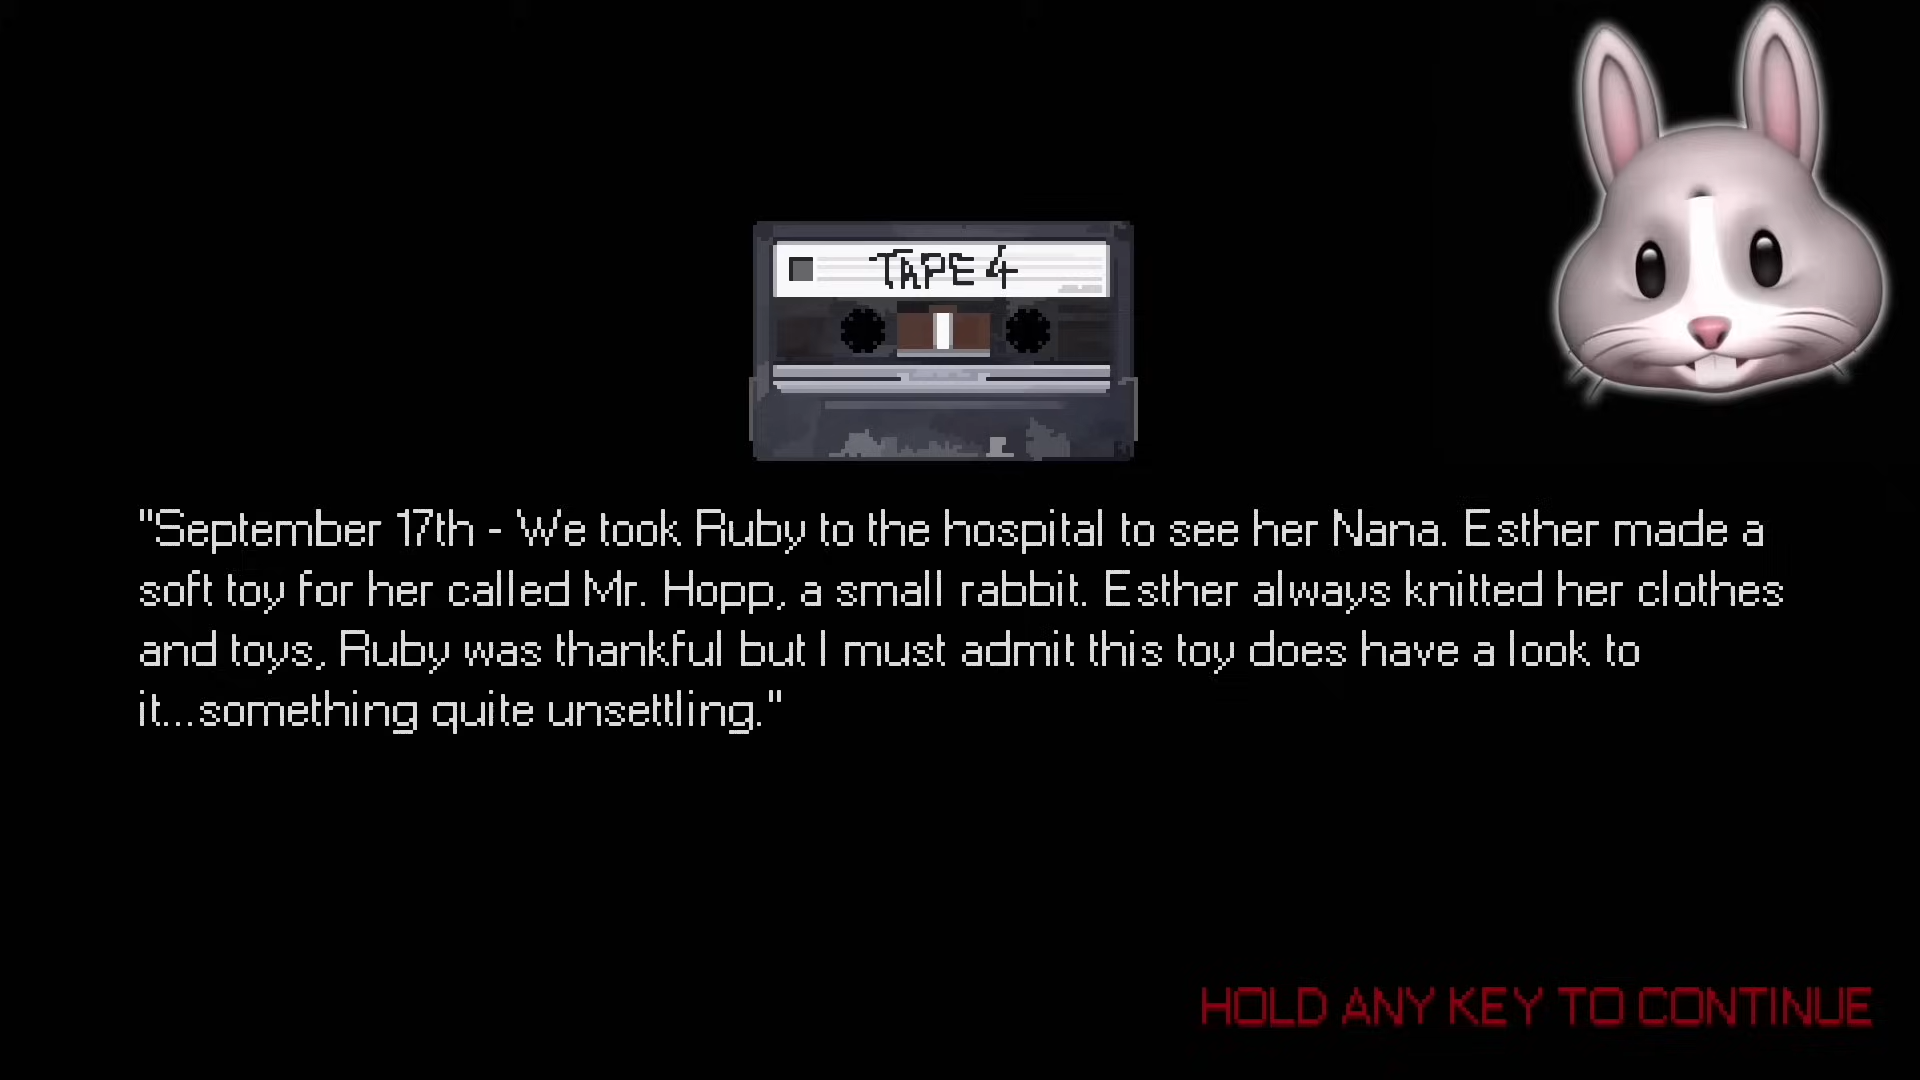 TAPE 4
"September 17th - We took Ruby to the hospital to see her Nana. Esther made a
soft toy for her called Mr. Hopp, a small rabbit. Esther always knitted her clothes
and toys, Ruby was thankful but I must admit this toy does have a look to
it...something quite unsettling."
HOLD ANY KEY TO CONTINUE